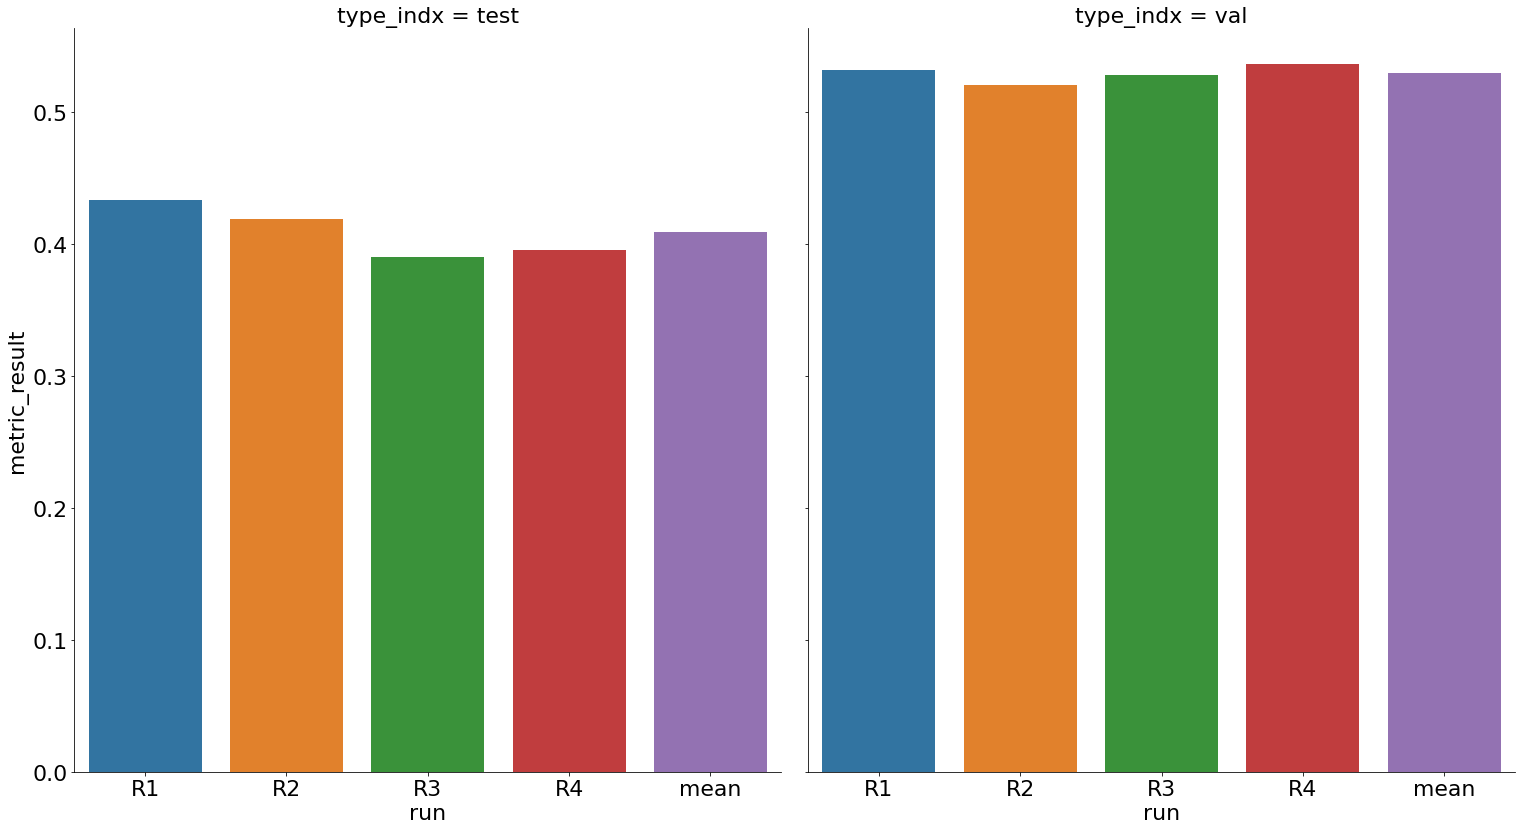 type_indx = test
type_indx = val
metric_result
0.5
0.4
0.3
0.2
0.1
0.0
R1 R2 R3 R4 mean
run
R1 R2 R3 R4 mean
run